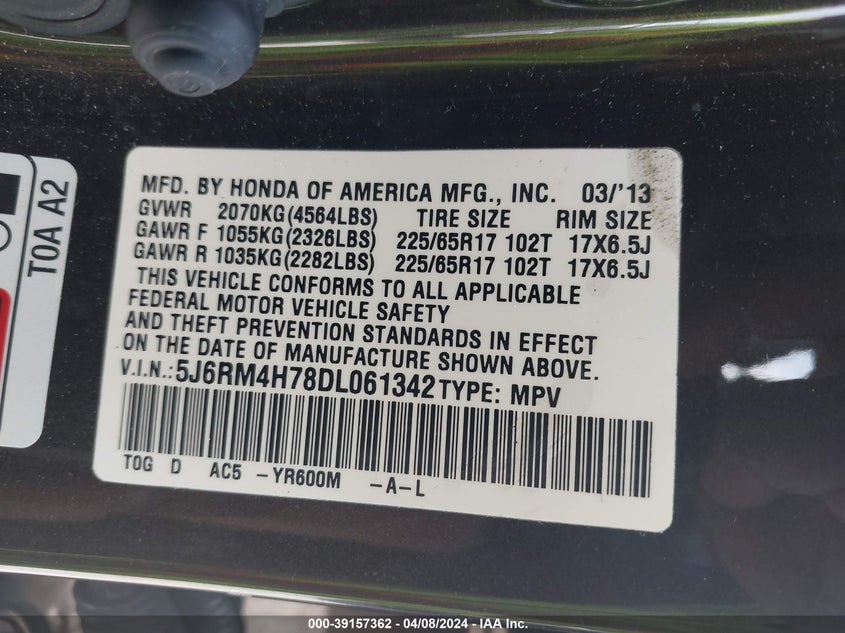 MFD. BY HONDA OF AMERICA MFG., INC. 03/'13
GVWR 2070KG(4564LBS) TIRE SIZE RIM SIZE
GAWR F 1055KG(2326LBS) 225/65R17 102T 17X6.5J
GAWR R 1035KG(2282LBS) 225/65R17 102T 17X6.5J
THIS VEHICLE CONFORMS TO ALL APPLICABLE
FEDERAL MOTOR VEHICLE SAFETY
AND THEFT PREVENTION STANDARDS IN EFFECT
ON THE DATE OF MANUFACTURE SHOWN ABOVE.
V.I.N.:5J6RM4H78DL061342 TYPE: MPV
TOG D AC5 -YR600M -A-L
TOA A2
000-39157362 - 04/08/2024 - IAA Inc.